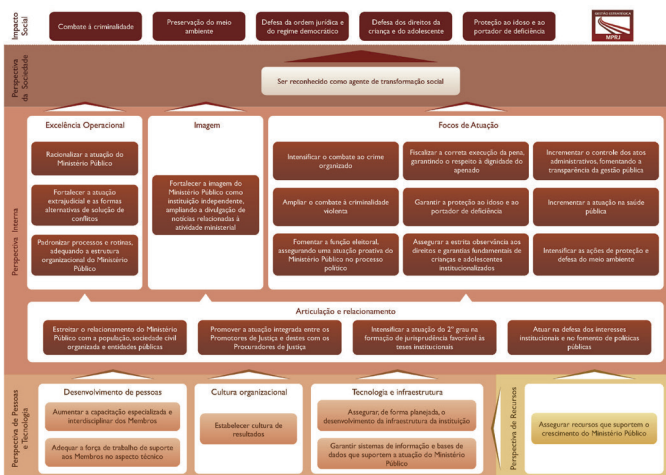 Impacto
Social
Combate à criminalidade
Preservação do meio
ambiente
Defesa da ordem jurídica e do
regime democrático
Defesa dos direitos da
criança e do adolescente
Proteção ao idoso e ao
portador de deficiência
GESTÃO ESTRATÉGICA
MPRJ
Perspectiva
da Sociedade
Ser reconhecido como agente de transformação social
Perspectiva Interna
Excelência Operacional
Racionalizar a atuação do
Ministério Público
Fortalecer a atuação
extrajudicial e as formas
alternativas de solução de
conflitos
Padronizar processos e rotinas,
adequando a estrutura
organizacional do Ministério
Público
Imagem
Fortalecer a imagem do
Ministério Público como
instituição independente,
ampliando a divulgação de
notícias relacionadas à
atividade ministerial
Focos de Atuação
Intensificar o combate ao crime
organizado
Fiscalizar a correta execução da pena,
garantindo o respeito à dignidade do
apenado
Incrementar o controle dos atos
administrativos, fomentando a
transparência da gestão pública
Ampliar o combate à criminalidade
violenta
Garantir a proteção ao idoso e ao
portador de deficiência
Incrementar a atuação na saúde
pública
Fomentar a função eleitoral,
assegurando uma atuação proativa do
Ministério Público no processo
político
Assegurar a estrita observância aos
direitos e garantias fundamentais de
crianças e adolescentes
institucionalizados
Intensificar as ações de proteção e
defesa do meio ambiente
Articulação e relacionamento
Estreitar o relacionamento do Ministério
Público com a população, sociedade civil
organizada e entidades públicas
Promover a atuação integrada entre os
Promotores de Justiça e destes com os
Procuradores de Justiça
Intensificar a atuação do 2º grau na
formação de jurisprudência favorável às
teses institucionais
Atuar na defesa dos interesses
institucionais e no fomento de políticas
públicas
Perspectiva de Pessoas
e Tecnologia
Desenvolvimento de pessoas
Aumentar a capacitação especializada e
interdisciplinar dos Membros
Adequar a força de trabalho de suporte
aos Membros no aspecto técnico
Cultura organizacional
Estabelecer cultura de
resultados
Tecnologia e infraestrutura
Assegurar, de forma planejada, o
desenvolvimento da infraestrutura da instituição
Garantir sistemas de informação e bases de
dados que suportem a atuação do Ministério
Público
Perspectiva de Recursos
Assegurar recursos que suportem o
crescimento do Ministério Público